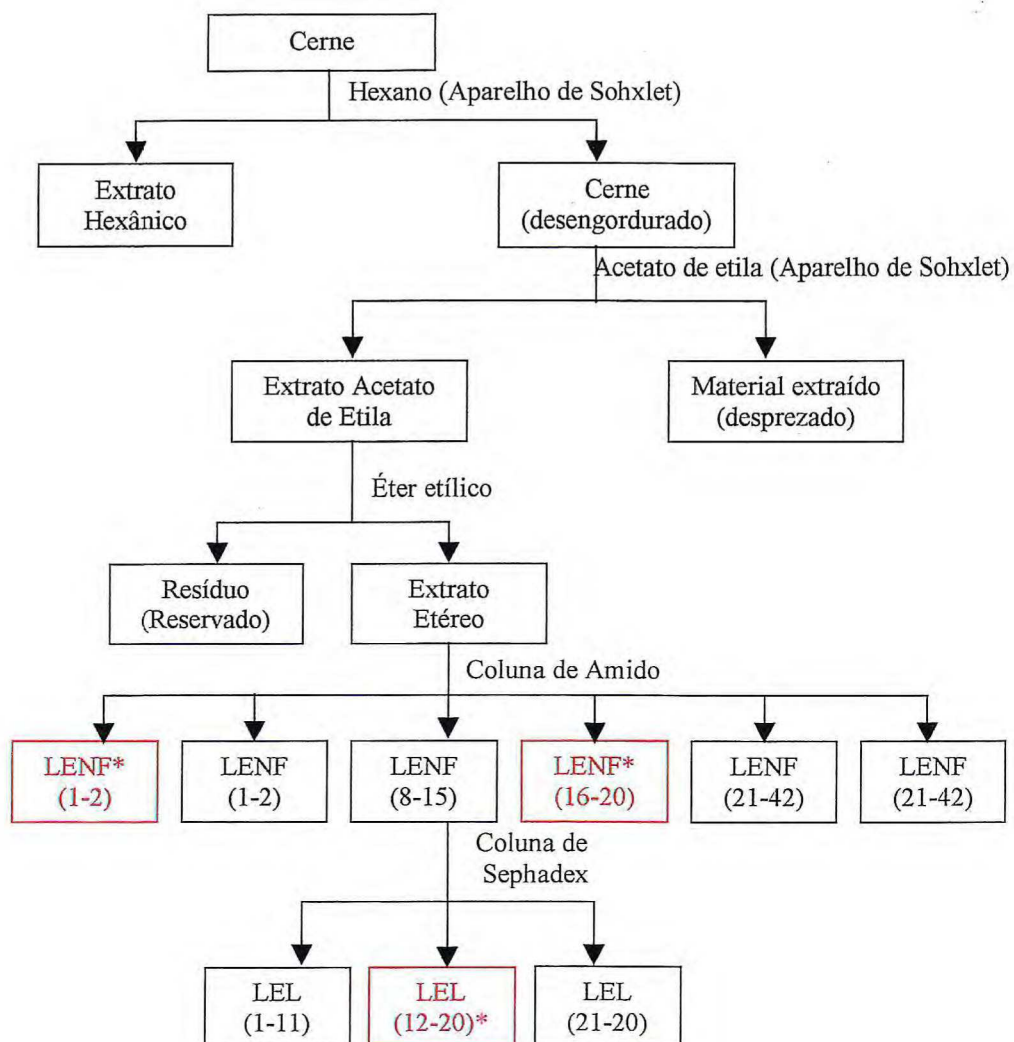 Cerne
Hexano (Aparelho de Sohxlet)
Extrato
Hexânico
Cerne
(desengordurado)
Acetato de etila (Aparelho de Sohxlet)
Extrato Acetato
de Etila
Material extraído
(desprezado)
Éter etílico
Resíduo
(Reservado)
Extrato
Etéreo
Coluna de Amido
LENF*
(1-2)
LENF
(1-2)
LENF
(8-15)
LENF*
(16-20)
LENF
(21-42)
LENF
(21-42)
Coluna de
Sephadex
LEL
(1-11)
LEL
(12-20)*
LEL
(21-20)